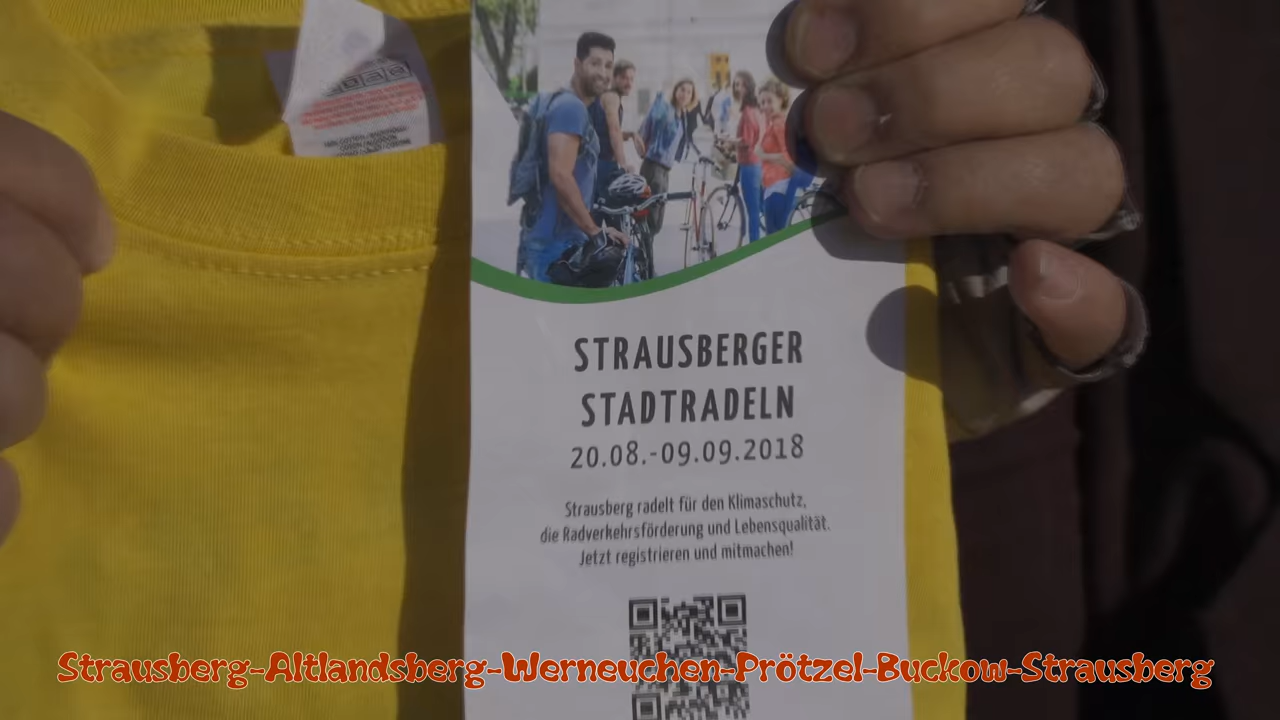 STRAUSBERGER
STADTRADELN
20.08.-09.09.2018
Strausberg radelt für den Klimaschutz,
die Radverkehrsförderung und Lebensqualität.
Jetzt registrieren und mitmachen!
Strausberg-Altlandsberg-Werneuchen-Prötzel-Buckow-Strausberg